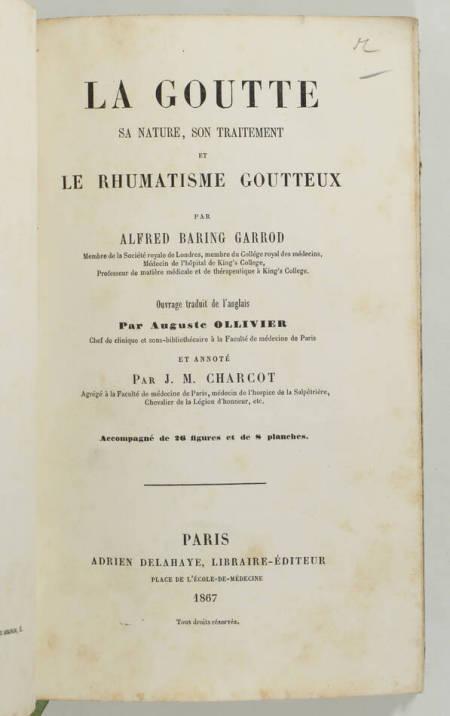 LA GOUTTE
SA NATURE, SON TRAITEMENT
ET
LE RHUMATISME GOUTTEUX
PAR
ALFRED BARING GARROD
Membre de la Société royale de Londres, membre du Collége royal des médecins,
Médecin de l'hôpital de King's College,
Professeur de matière médicale et de thérapeutique à King's College.
Ouvrage traduit de l'anglais
Par Auguste OLLIVIER
Chef de clinique et sous-bibliothécaire à la Faculté de médecine de Paris
ET ANNOTÉ
PAR J. M. CHARCOT
Agrégé à la Faculté de médecine de Paris, médecin de l'hospice de la Salpêtrière,
Chevalier de la Légion d'honneur, etc.
Accompagné de 26 figures et de 8 planches.
PARIS
ADRIEN DELAHAYE, LIBRAIRE-ÉDITEUR
PLACE DE L'ÉCOLE-DE-MÉDECINE
1867
Tous droits réservés.